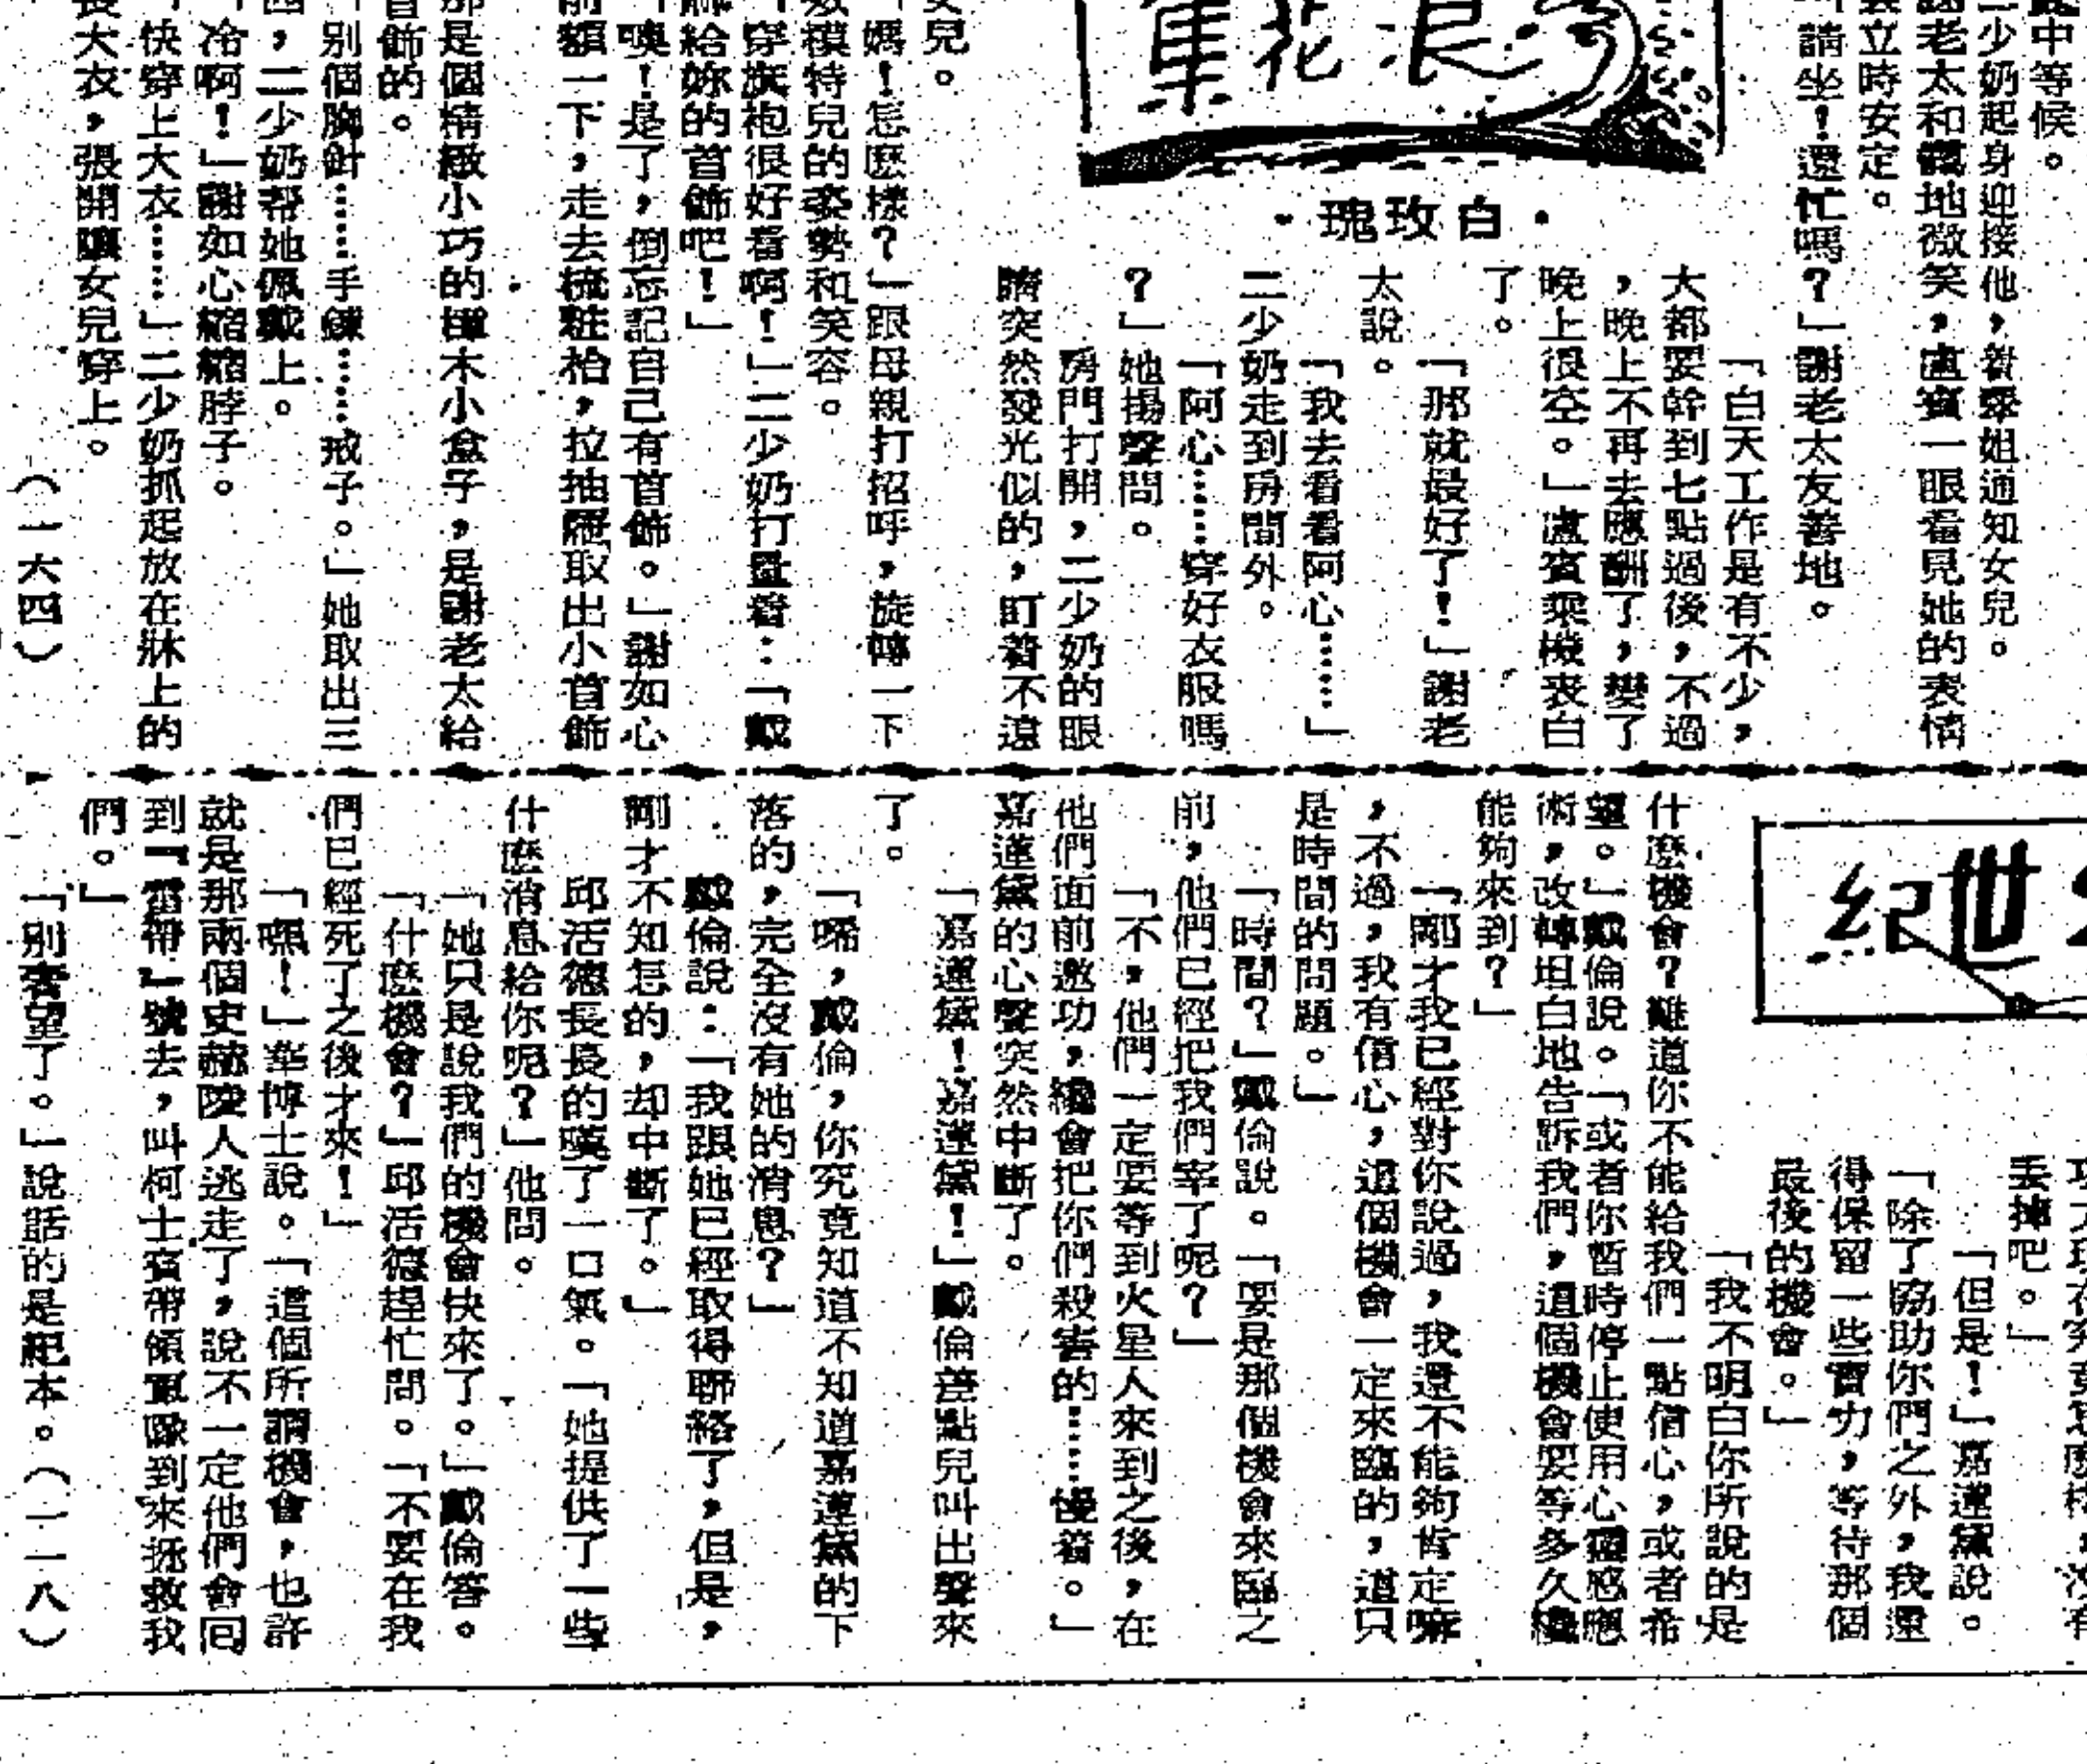 此中等候。
二少奶起身迎接他，着翠姐通知女兒。
謝老太和靄地微笑，盧賓一眼看見她的表情
立時安定。
請坐！還忙嗎？」謝老太友善地。
「白天工作是有不少，
大都要幹到七點過後，不過
，晚上不再去應酬了，變了
晚上很空。」盧賓乘機表白
了。
「那就最好了！」謝老
太說。
「我去看看阿心……」
二少奶走到房間外。
「阿心……穿好衣服嗎
？」她揚聲問。
房門打開，二少奶的眼
睛突然發光似的，盯着不遠
浪花集
·白玫瑰·
女兒。
「媽！怎麽樣？」跟母親打招呼，旋轉一下
模特兒的姿勢和笑容。
「穿旗袍很好看啊！」二少奶打量着：「戴
給妳的首飾吧！」
「噢！是了，倒忘記自己有首飾。」謝如心
前額一下，走去梳粧枱，拉抽屜取出小首飾
那是個精緻小巧的檀木小盒子，是謝老太給
首飾的。
「别個胸針……手鍊……戒子。」她取出三
，二少奶帮她佩戴上。
「冷啊！」謝如心縮縮脖子。
「快穿上大衣……」二少奶抓起放在牀上的
長大衣，張開讓女兒穿上。
（一六四）
世紀
丢掉吧。」
「但是！」嘉蓮黛說。
「除了協助你們之外，我還
得保留一些實力，等待那個
最後的機會。」
「我不明白你所說的是
什麽機會？難道你不能給我們一點信心，或者希
望。」戴倫說。「或者你暫時停止使用心靈感應
術，改轉坦白地告訴我們，這個機會要等多久纔
能夠來到？」
「剛才我已經對你說過，我還不能夠肯定嘛
，不過，我有信心，這個機會一定來臨的，這只
是時間的問題。」
「時間？」戴倫說。「要是那個機會來臨之
前，他們已經把我們宰了呢？」
「不，他們一定要等到火星人來到之後，在
他們面前邀功，纔會把你們殺害的……慢着。」
嘉蓮黛的心聲突然中斷了。
「嘉蓮黛！嘉蓮黛！」戴倫差點兒叫出聲來
了。
「唏，戴倫，你究竟知道不知道嘉蓮黛的下
落的，完全沒有她的消息？」
戴倫說：「我跟她已經取得聯絡了，但是，
剛才不知怎的，却中斷了。」
邱活德長長的嘆了一口氣。「她提供了一些
什麽消息給你呢？」他問。
「她只是說我們的機會快來了。」戴倫答。
「什麽機會？」邱活德趕忙問。「不要在我
們已經死了之後才來！」
「嘿！」華博士說。「這個所謂機會，也許
就是那兩個史赫陵人逃走了，說不一定他們會回
到『雷帶』號去，叫柯士賓帶領軍隊到來拯救我
們。」
「別奢望了。」說話的是紀本。（一一八）